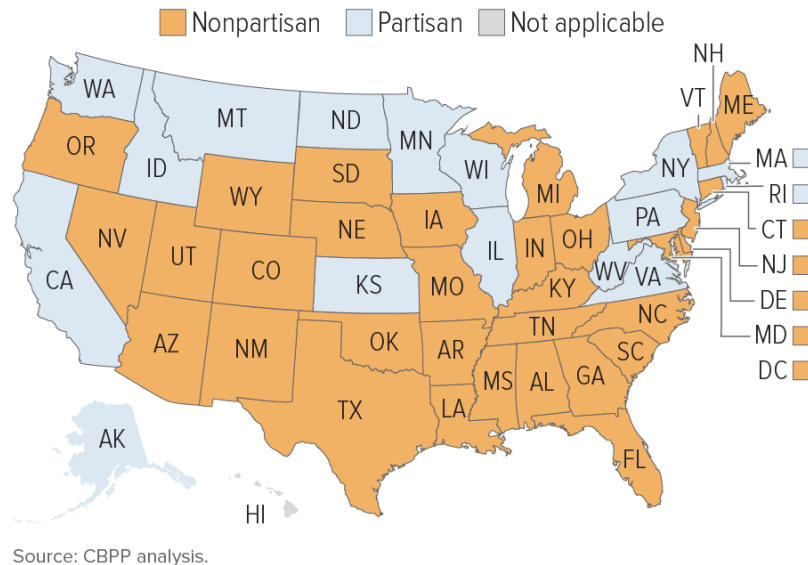 Nonpartisan Partisan Not applicable
NH
WA VT ME
MT ND
MN
OR MA
ID WI NY
SD RI
WY MI
PA CT
IA
NE
NV OH NJ
IN
UT IL
CO WV DE
CA KS VA
MO
KY MD
NC
TN
OK DC
AZ AR SC
NM
MS AL GA
TX LA
AK
FL
HI
Source: CBPP analysis.